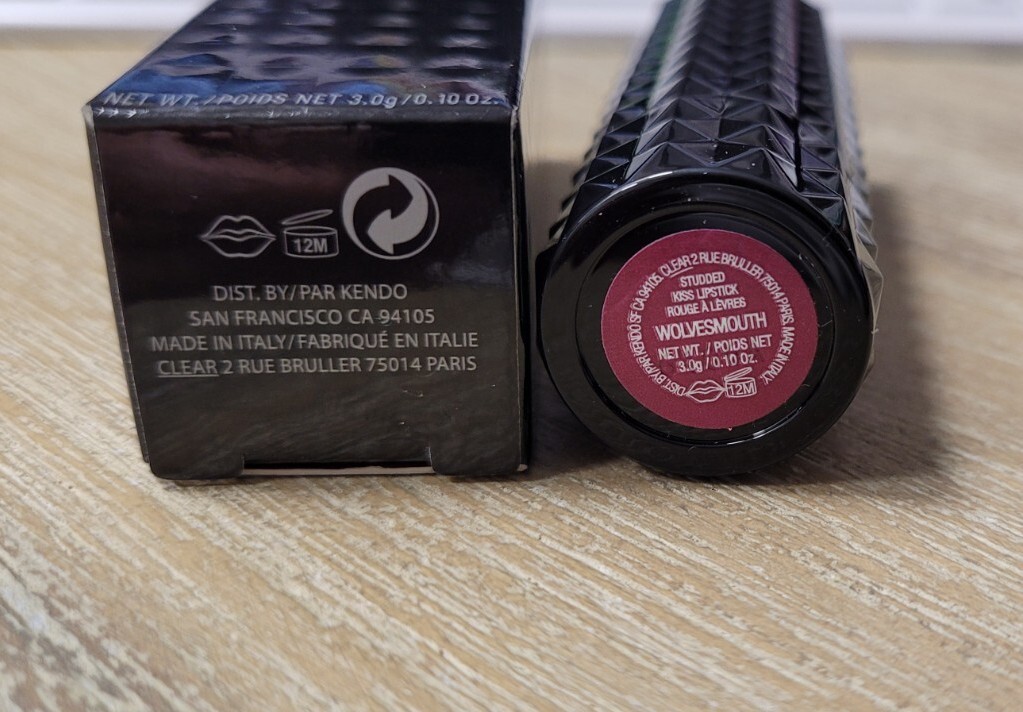 NET WT./POIDS NET 3.0g/0.10 OZ.
12M
DIST. BY/PAR KENDO
SAN FRANCISCO CA 94105
MADE IN ITALY/FABRIQUÉ EN ITALIE
CLEAR 2 RUE BRULLER 75014 PARIS
DIST. BY/PAR KENDO SF CA 94105. CLEAR 2 RUE BRULLER 75014 PARIS. MADE IN ITALY.
STUDDED
KISS LIPSTICK
ROUGE À LÈVRES
WOLVESMOUTH
NET WT. / POIDS NET
3.0g / 0.10 Oz.
12M